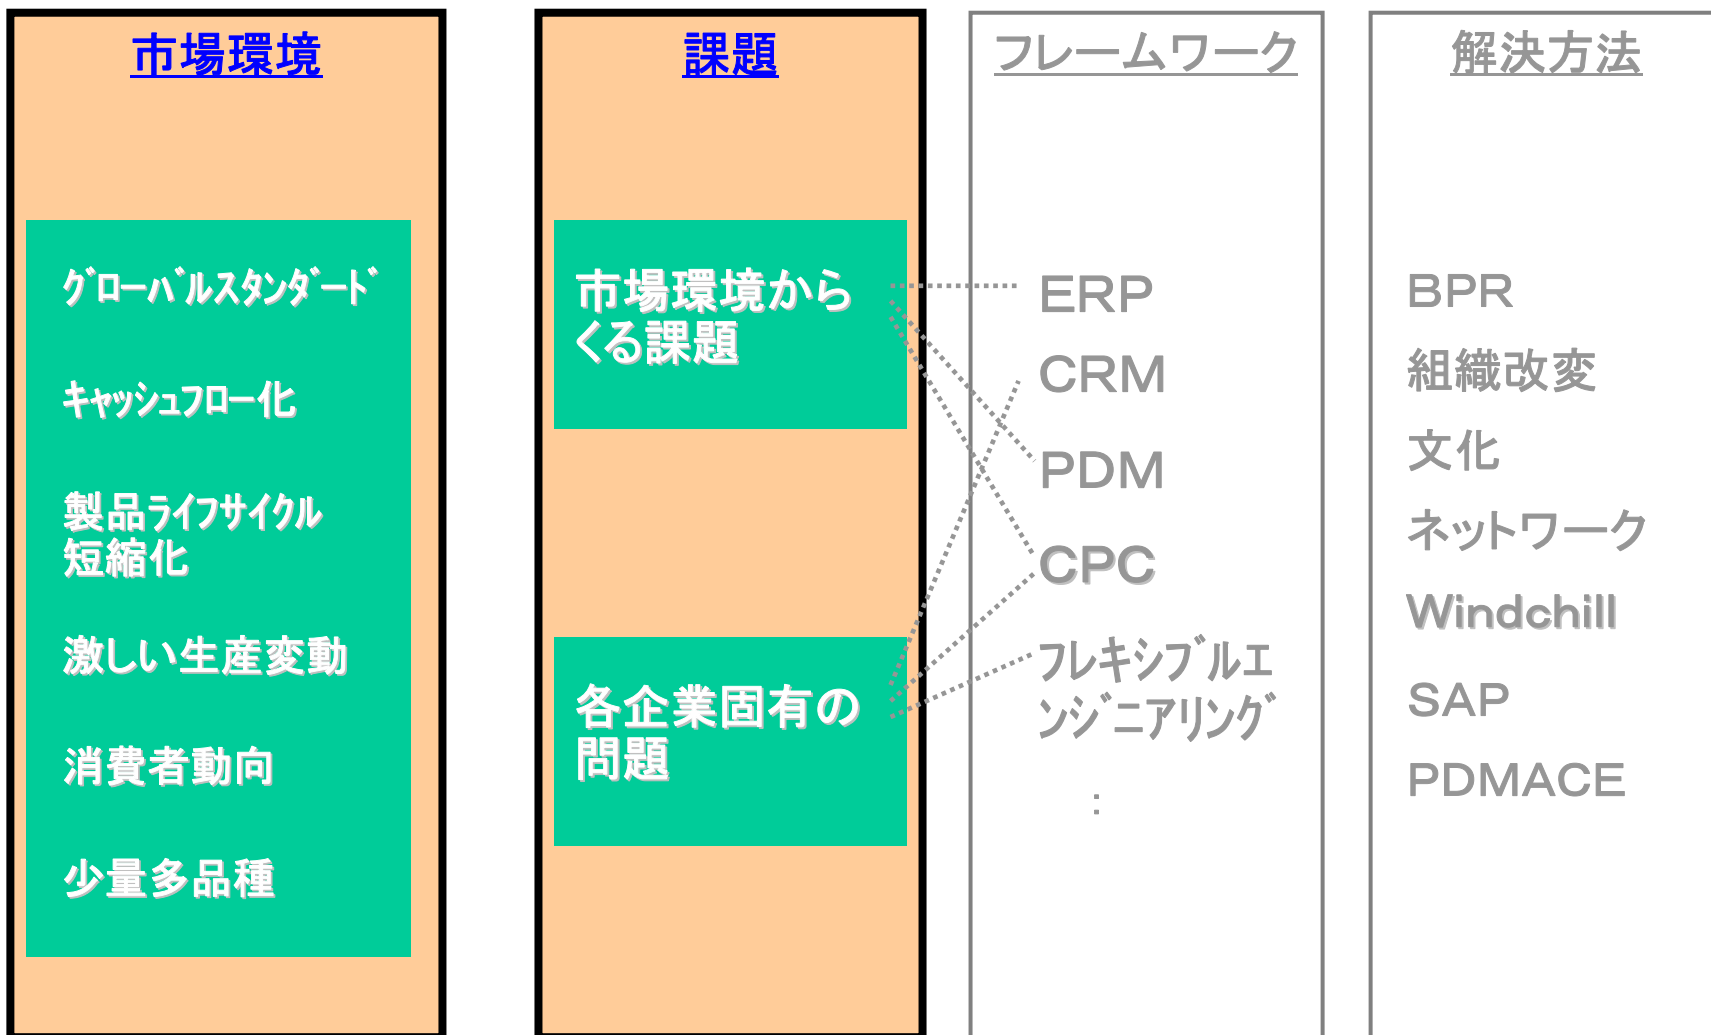 市場環境
ｸﾞﾛｰﾊﾞﾙｽﾀﾝﾀﾞｰﾄﾞ
ｷｬｯｼｭﾌﾛｰ化
製品ﾗｲﾌｻｲｸﾙ
短縮化
激しい生産変動
消費者動向
少量多品種
課題
市場環境から
くる課題
各企業固有の
問題
フレームワーク
ERP
CRM
PDM
CPC
ﾌﾚｷｼﾌﾞﾙｴ
ﾝｼﾞﾆｱﾘﾝｸﾞ
：
解決方法
BPR
組織改変
文化
ネットワーク
Windchill
SAP
PDMACE